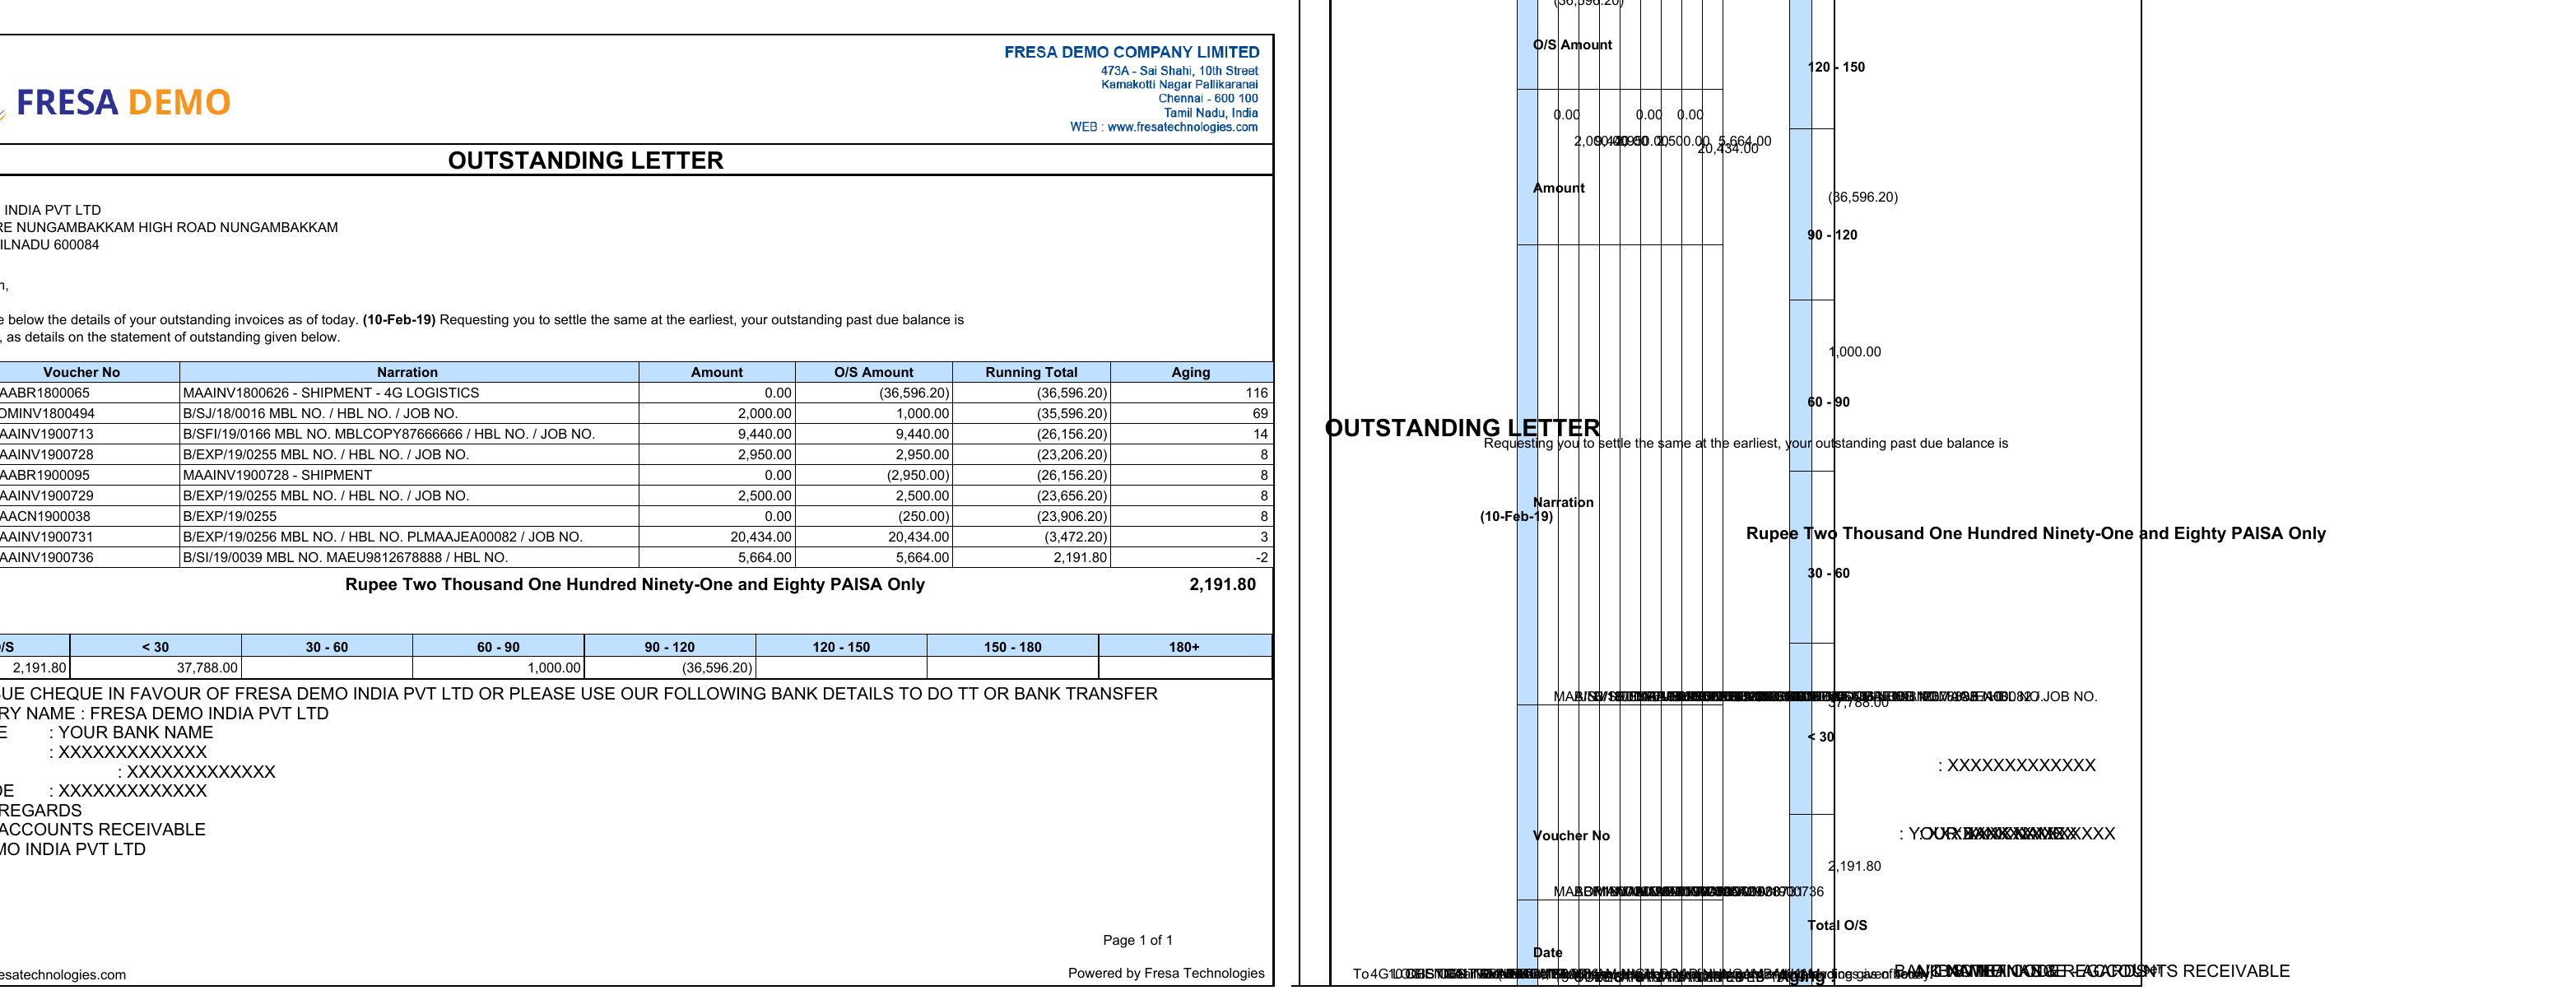 FRESA DEMO COMPANY LIMITED
473A - Sai Shahi, 10th Street
Kamakotti Nagar Pallikaranai
Chennai - 600 100
Tamil Nadu, India
WEB : www.fresatechnologies.com
FRESA DEMO
OUTSTANDING LETTER
INDIA PVT LTD
RE NUNGAMBAKKAM HIGH ROAD NUNGAMBAKKAM
ILNADU 600084
n,
e below the details of your outstanding invoices as of today. (10-Feb-19) Requesting you to settle the same at the earliest, your outstanding past due balance is
, as details on the statement of outstanding given below.
Voucher No Narration Amount O/S Amount Running Total Aging
AABR1800065 MAAINV1800626 - SHIPMENT - 4G LOGISTICS 0.00 (36,596.20) (36,596.20) 116
OMINV1800494 B/SJ/18/0016 MBL NO. / HBL NO. / JOB NO. 2,000.00 1,000.00 (35,596.20) 69
AAINV1900713 B/SFI/19/0166 MBL NO. MBLCOPY87666666 / HBL NO. / JOB NO. 9,440.00 9,440.00 (26,156.20) 14
AAINV1900728 B/EXP/19/0255 MBL NO. / HBL NO. / JOB NO. 2,950.00 2,950.00 (23,206.20) 8
AABR1900095 MAAINV1900728 - SHIPMENT 0.00 (2,950.00) (26,156.20) 8
AAINV1900729 B/EXP/19/0255 MBL NO. / HBL NO. / JOB NO. 2,500.00 2,500.00 (23,656.20) 8
AACN1900038 B/EXP/19/0255 0.00 (250.00) (23,906.20) 8
AAINV1900731 B/EXP/19/0256 MBL NO. / HBL NO. PLMAAJEA00082 / JOB NO. 20,434.00 20,434.00 (3,472.20) 3
AAINV1900736 B/SI/19/0039 MBL NO. MAEU9812678888 / HBL NO. 5,664.00 5,664.00 2,191.80 -2
Rupee Two Thousand One Hundred Ninety-One and Eighty PAISA Only 2,191.80
/S < 30 30 - 60 60 - 90 90 - 120 120 - 150 150 - 180 180+
2,191.80 37,788.00 1,000.00 (36,596.20)
SUE CHEQUE IN FAVOUR OF FRESA DEMO INDIA PVT LTD OR PLEASE USE OUR FOLLOWING BANK DETAILS TO DO TT OR BANK TRANSFER
RY NAME : FRESA DEMO INDIA PVT LTD
E : YOUR BANK NAME
: XXXXXXXXXXXXX
: XXXXXXXXXXXXX
DE : XXXXXXXXXXXXX
REGARDS
ACCOUNTS RECEIVABLE
MO INDIA PVT LTD
Page 1 of 1
esatechnologies.com Powered by Fresa Technologies
(36,596.20)
O/S Amount
120 - 150
0.00 0.00 0.00
5,664.00
20,434.00
Amount
(36,596.20)
90 - 120
1,000.00
60 - 90
OUTSTANDING LETTER
Requesting you to settle the same at the earliest, your outstanding past due balance is
Narration
(10-Feb-19)
Rupee Two Thousand One Hundred Ninety-One and Eighty PAISA Only
30 - 60
JOB NO.
37,788.00
< 30
: XXXXXXXXXXXXX
Voucher No
2,191.80
Total O/S
Date
ACCOUNTS RECEIVABLE